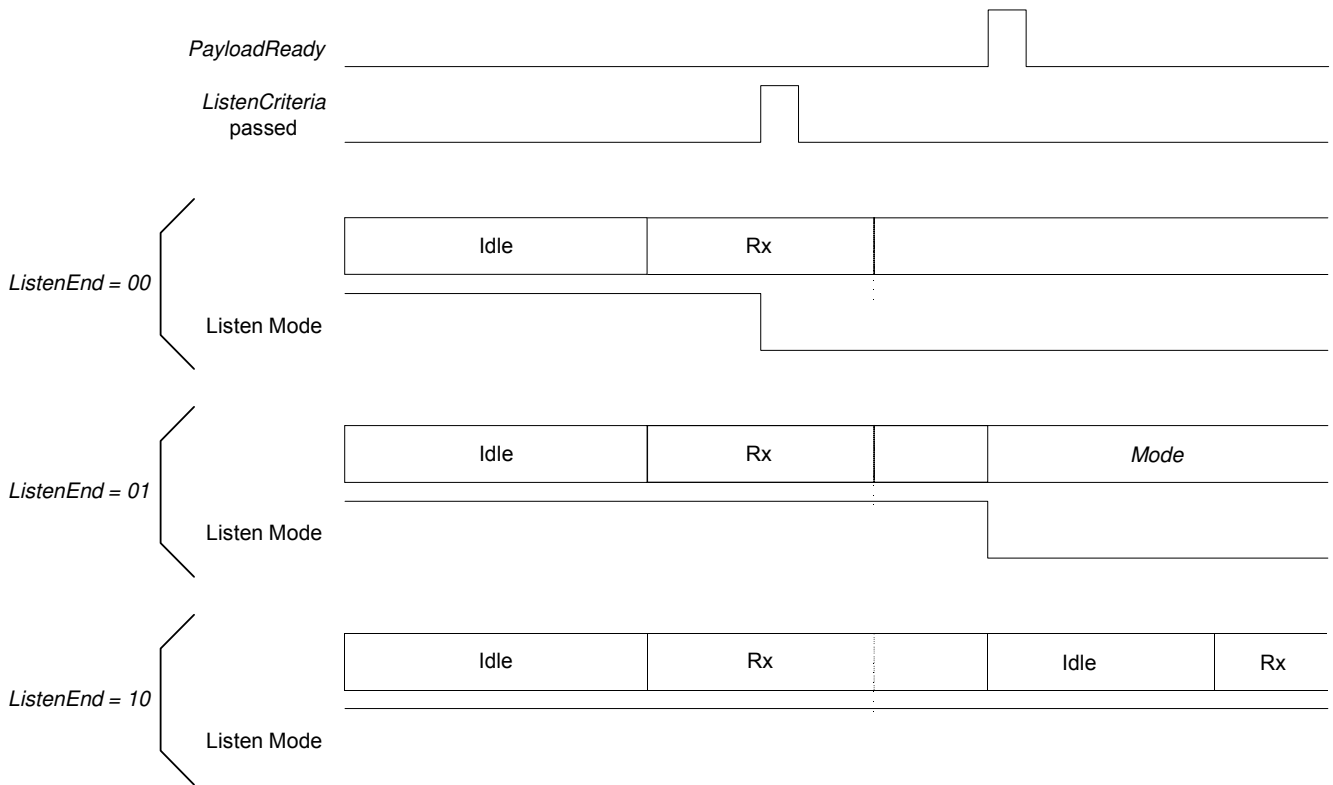 PayloadReady
ListenCriteria
passed
Idle
Rx
ListenEnd = 00
Listen Mode
Idle
Rx
Mode
ListenEnd = 01
Listen Mode
Idle
Rx
Idle
Rx
ListenEnd = 10
Listen Mode